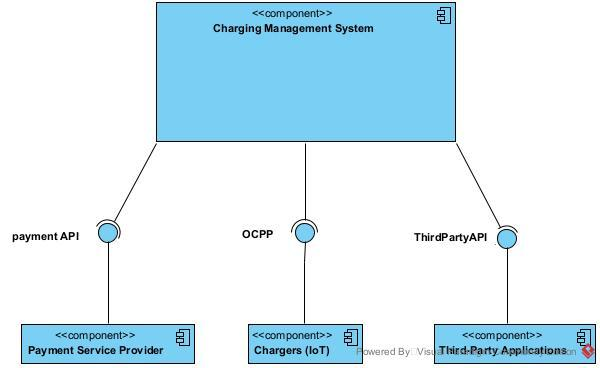 <<component>>
Charging Management System
payment API
OCPP
ThirdPartyAPI
<<component>>
Payment Service Provider
<<component>>
Chargers (IoT)
<<component>>
Third-Party Applications
Powered By Visual Paradigm Community Edition